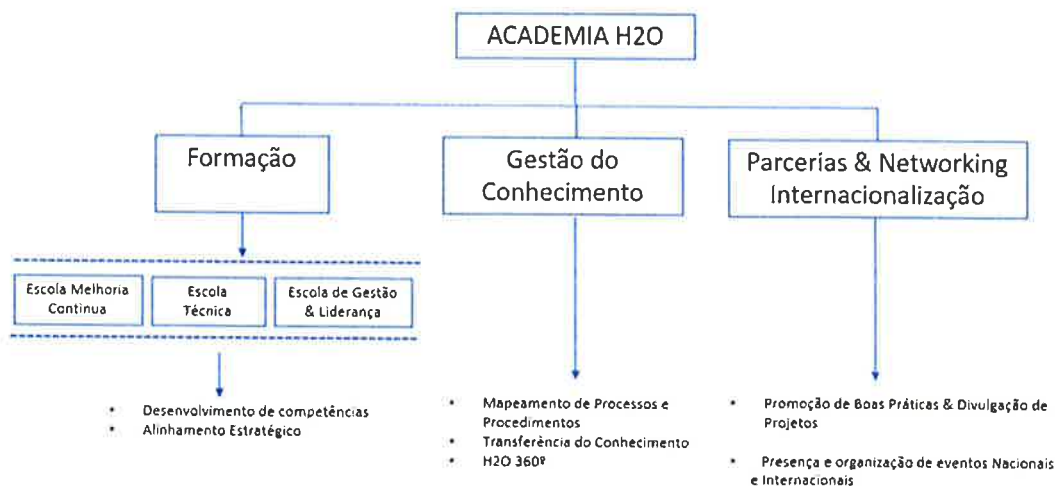 ACADEMIA H2O
Formação
Gestão do
Conhecimento
Parcerias & Networking
Internacionalização
Escola Melhoria
Continua
Escola
Técnica
Escola de Gestão
& Liderança
* Desenvolvimento de competências
* Alinhamento Estratégico
* Mapeamento de Processos e
Procedimentos
* Transferência do Conhecimento
* H2O 360º
* Promoção de Boas Práticas & Divulgação de
Projetos
* Presença e organização de eventos Nacionais
e Internacionais